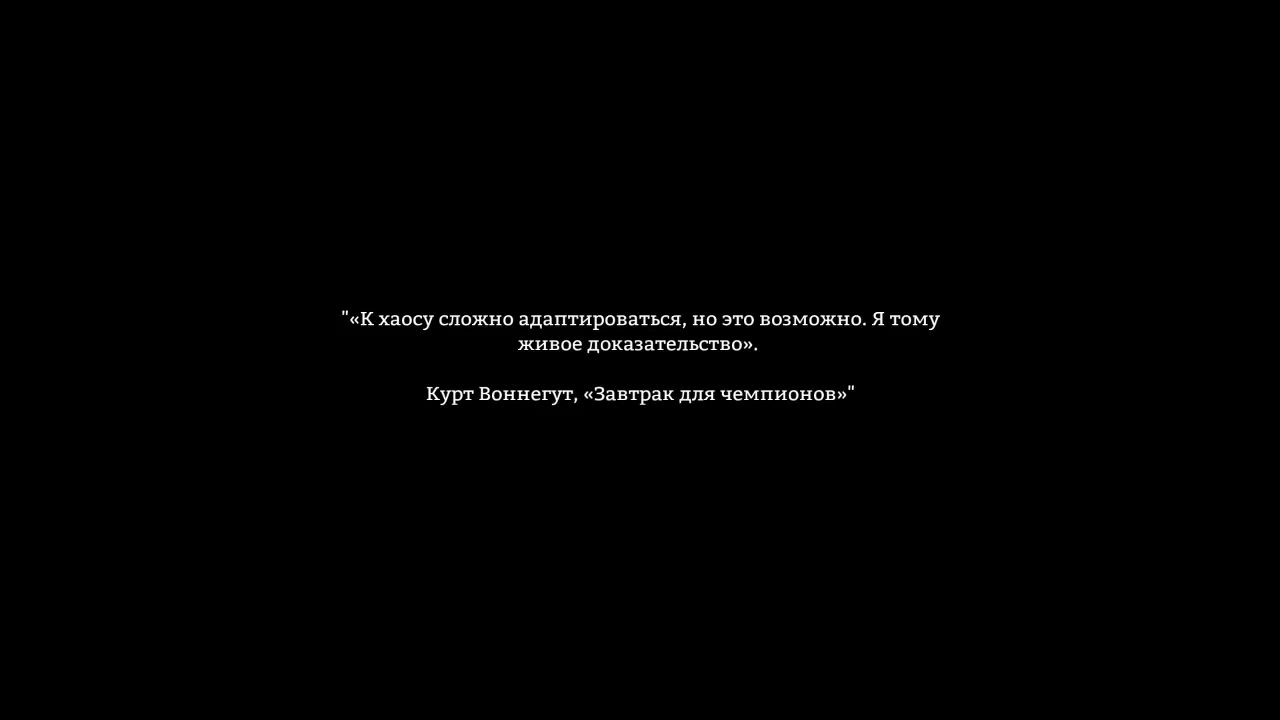 "«К хаосу сложно адаптироваться, но это возможно. Я тому
живое доказательство».
Курт Воннегут, «Завтрак для чемпионов»"